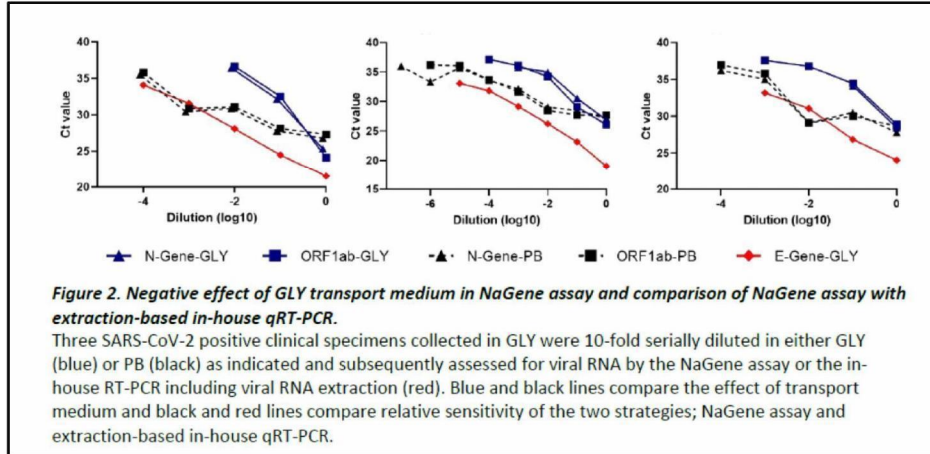 40
35
30
25
20
Ct value
-4
-2
0
Dilution (log10)
40
35
30
25
20
15
Ct value
-6
-4
-2
0
Dilution (log10)
40
35
30
25
20
Ct value
-4
-2
0
Dilution (log10)
N-Gene-GLY
ORF1ab-GLY
N-Gene-PB
ORF1ab-PB
E-Gene-GLY
Figure 2. Negative effect of GLY transport medium in NaGene assay and comparison of NaGene assay with
extraction-based in-house qRT-PCR.
Three SARS-CoV-2 positive clinical specimens collected in GLY were 10-fold serially diluted in either GLY
(blue) or PB (black) as indicated and subsequently assessed for viral RNA by the NaGene assay or the in-
house RT-PCR including viral RNA extraction (red). Blue and black lines compare the effect of transport
medium and black and red lines compare relative sensitivity of the two strategies; NaGene assay and
extraction-based in-house qRT-PCR.